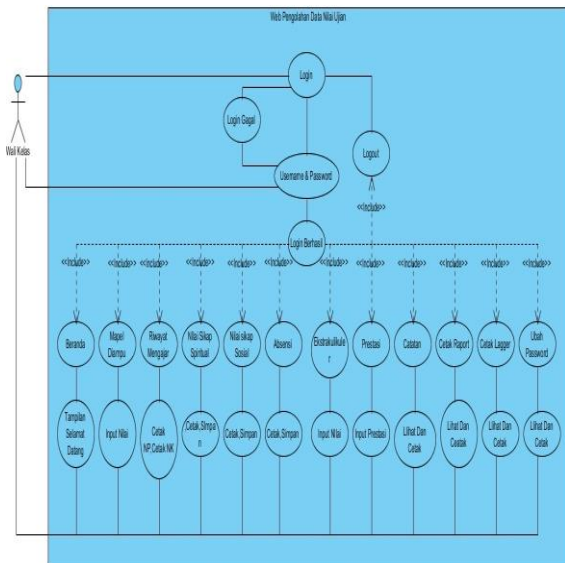 Web Pengolahan Data Nilai Ujian
Login
Wali Kelas
Login Gagal
Logout
Username & Password
<<Include>>
Login Berhasil
<<Include>> <<Include>> <<Include>> <<Include>> <<Include>> <<Include>> <<Include>> <<Include>> <<Include>> <<Include>> <<Include>> <<Include>>
Beranda
Mapel
Diampu
Riwayat
Mengajar
Nilai Sikap
Spiritual
Nilai sikap
Sosial
Absensi
Ekstrakulikule
r
Prestasi
Catatan
Cetak Raport
Cetak Lagger
Ubah
Password
Tampilan
Selamat
Datang
Input Nilai
Cetak
NP,Cetak NK
Cetak,Simpa
n
Cetak,Simpan
Cetak,Simpan
Input Nilai
Input Prestasi
Lihat Dan
Cetak
Lihat Dan
Ceatak
Lihat Dan
Cetak
Lihat Dan
Cetak